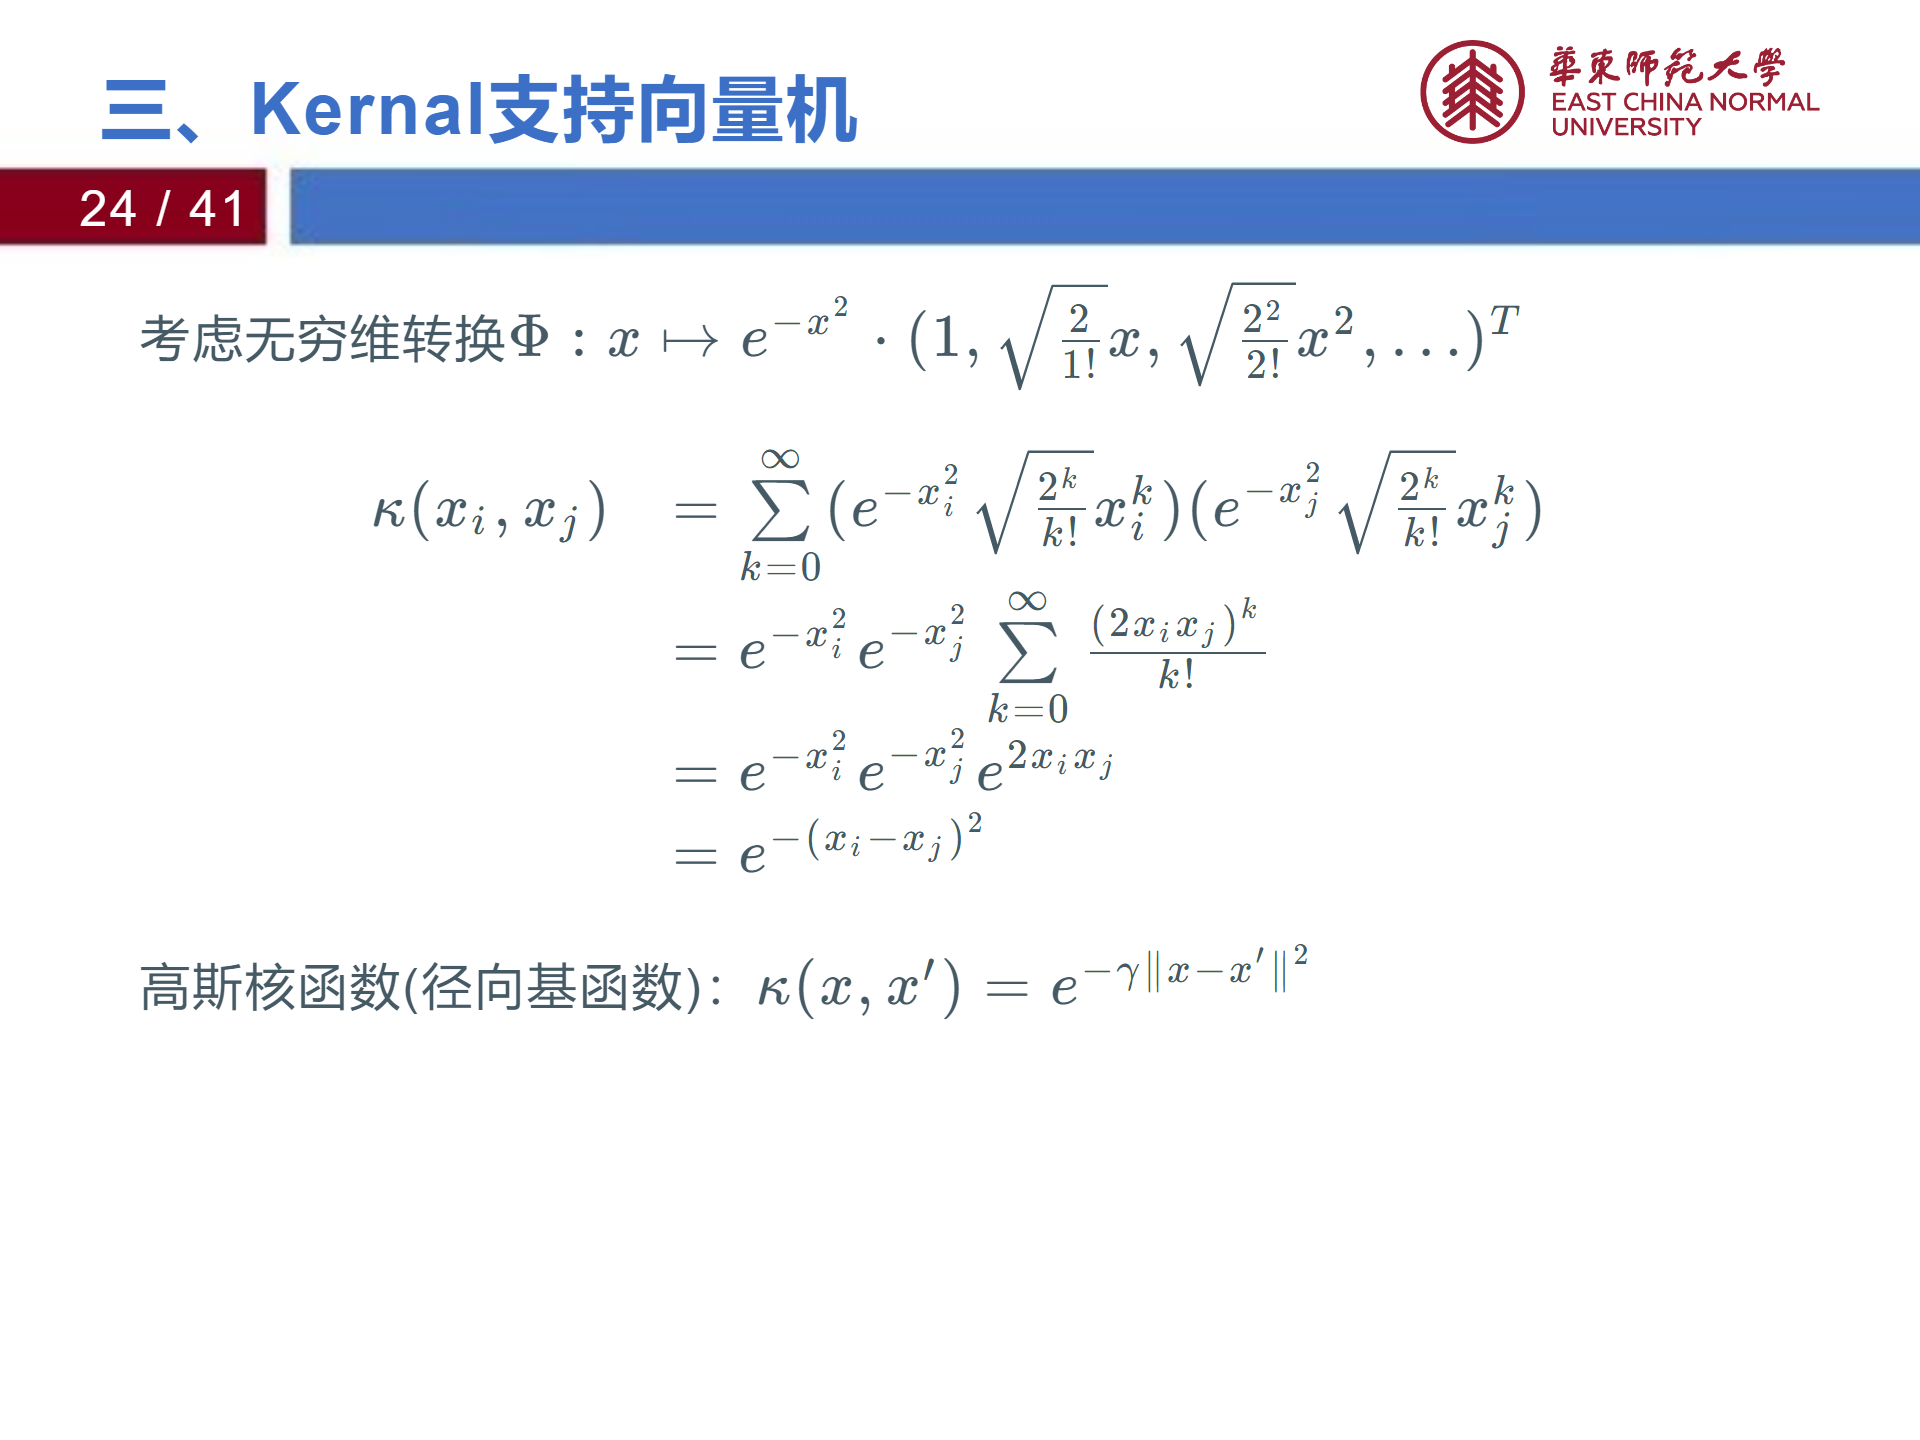 三、Kernal支持向量机
華東師範大學
EAST CHINA NORMAL
UNIVERSITY
24 / 41
考虑无穷维转换Φ : x ↦ e^{-x^2} · (1, √(2/1!) x, √(2^2/2!) x^2, …)^T
κ(x_i, x_j) = ∑_{k=0}^{∞} (e^{-x_i^2} √(2^k/k!) x_i^k)(e^{-x_j^2} √(2^k/k!) x_j^k)
= e^{-x_i^2} e^{-x_j^2} ∑_{k=0}^{∞} (2x_i x_j)^k / k!
= e^{-x_i^2} e^{-x_j^2} e^{2x_i x_j}
= e^{-(x_i - x_j)^2}
高斯核函数(径向基函数)：κ(x, x′) = e^{-γ‖x-x′‖^2}